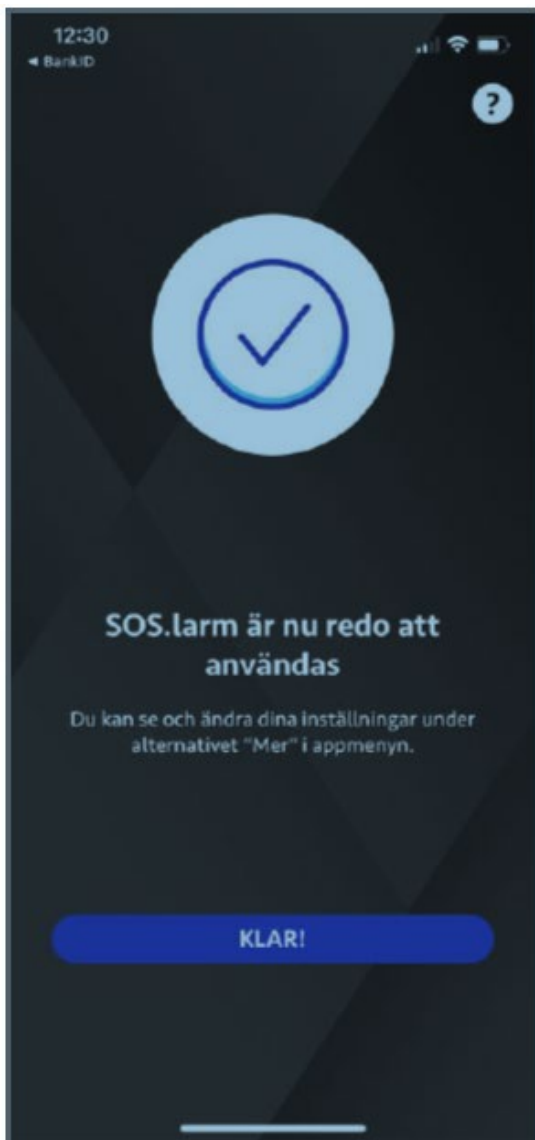 12:30
◄ BankID
?
SOS.larm är nu redo att
användas
Du kan se och ändra dina inställningar under
alternativet "Mer" i appmenyn.
KLAR!